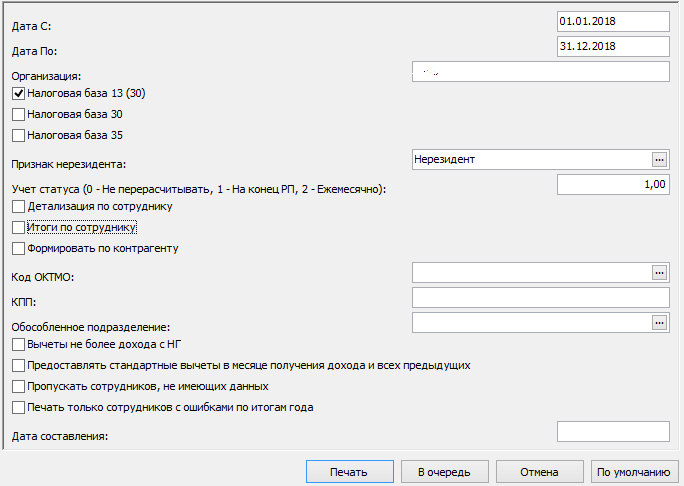 Дата С:
01.01.2018
Дата По:
31.12.2018
Организация:
Налоговая база 13 (30)
Налоговая база 30
Налоговая база 35
Признак нерезидента:
Нерезидент ...
Учет статуса (0 - Не перерасчитывать, 1 - На конец РП, 2 - Ежемесячно):
1,00
Детализация по сотруднику
Итоги по сотруднику
Формировать по контрагенту
Код ОКТМО:
...
КПП:
Обособленное подразделение:
...
Вычеты не более дохода с НГ
Предоставлять стандартные вычеты в месяце получения дохода и всех предыдущих
Пропускать сотрудников, не имеющих данных
Печать только сотрудников с ошибками по итогам года
Дата составления:
Печать
В очередь
Отмена
По умолчанию